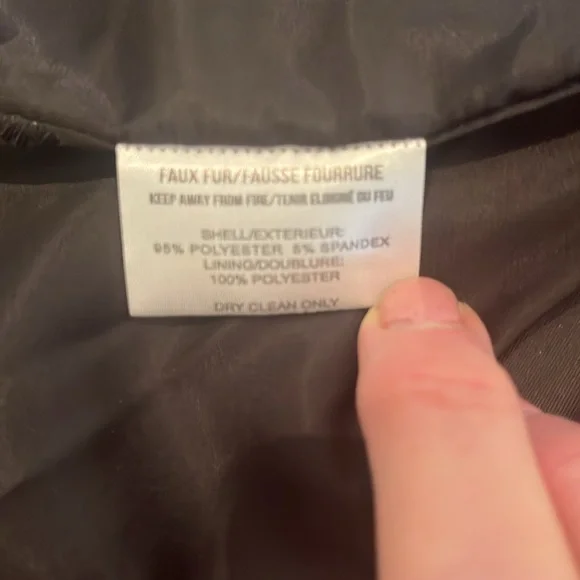 FAUX FUR/FAUSSE FOURRURE
KEEP AWAY FROM FIRE/TENIR ELOIGNÉ DU FEU
SHELL/EXTERIEUR:
95% POLYESTER 5% SPANDEX
LINING/DOUBLURE:
100% POLYESTER
DRY CLEAN ONLY